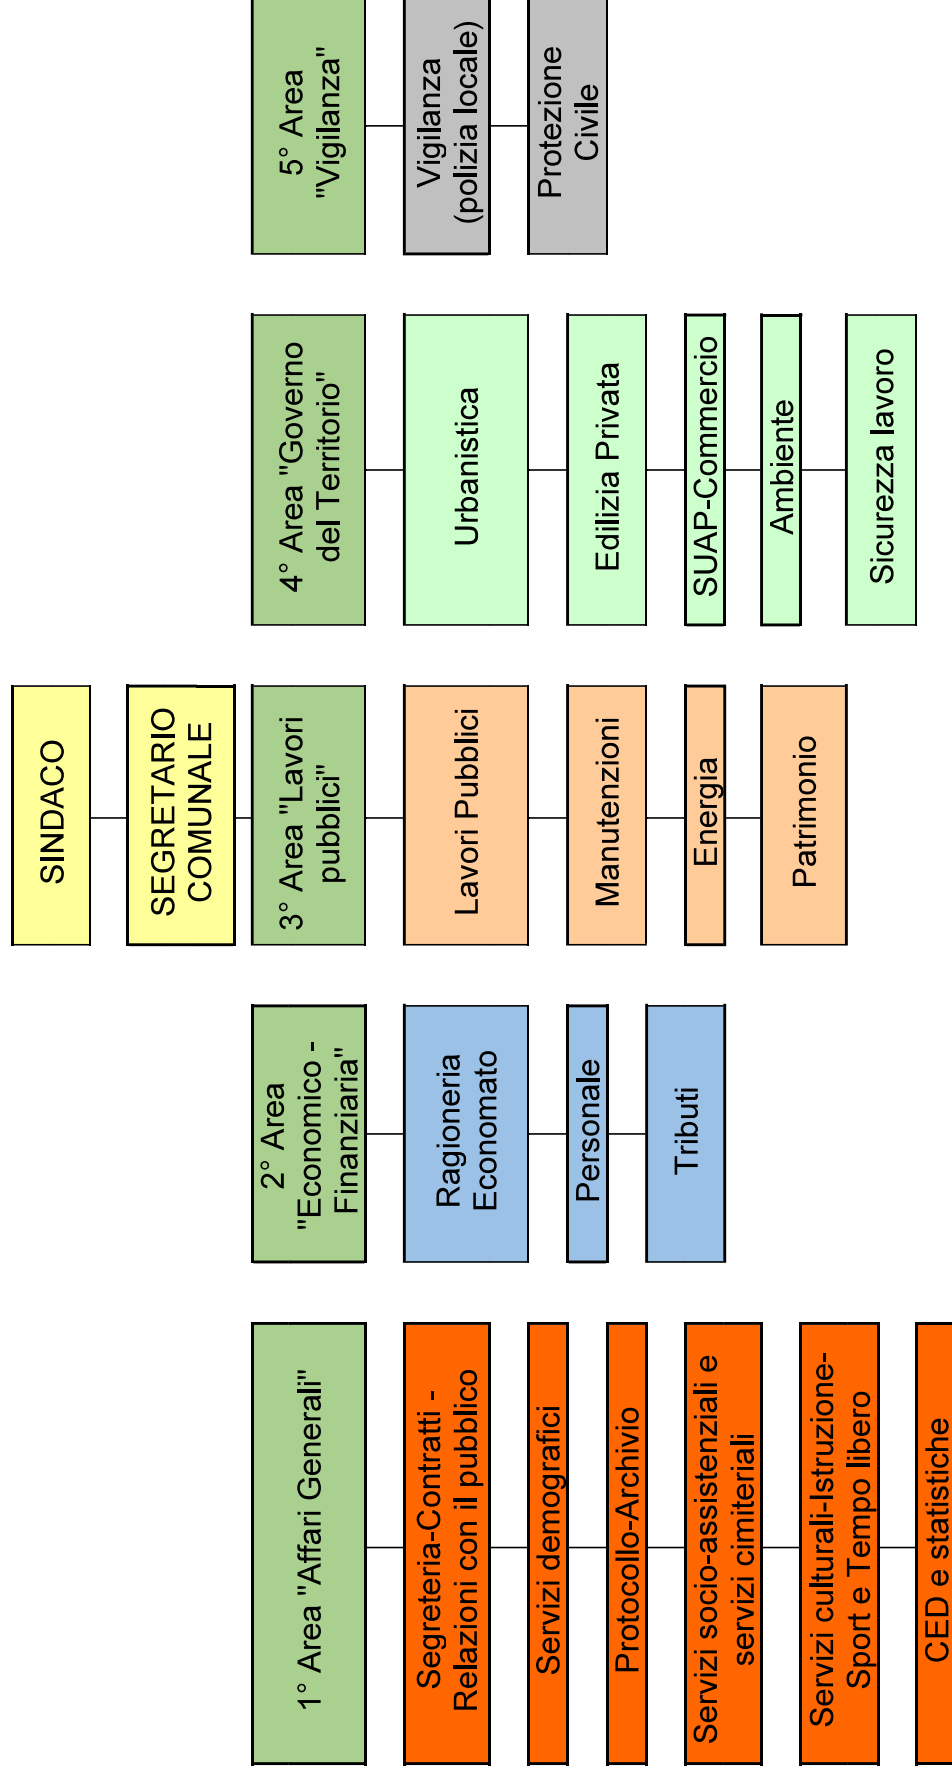 SINDACO
SEGRETARIO
COMUNALE
1° Area "Affari Generali"
Segreteria-Contratti -
Relazioni con il pubblico
Servizi demografici
Protocollo-Archivio
Servizi socio-assistenziali e
servizi cimiteriali
Servizi culturali-Istruzione-
Sport e Tempo libero
CED e statistiche
2° Area
"Economico -
Finanziaria"
Ragioneria
Economato
Personale
Tributi
3° Area "Lavori
pubblici"
Lavori Pubblici
Manutenzioni
Energia
Patrimonio
4° Area "Governo
del Territorio"
Urbanistica
Edilizia Privata
SUAP-Commercio
Ambiente
Sicurezza lavoro
5° Area
"Vigilanza"
Vigilanza
(polizia locale)
Protezione
Civile